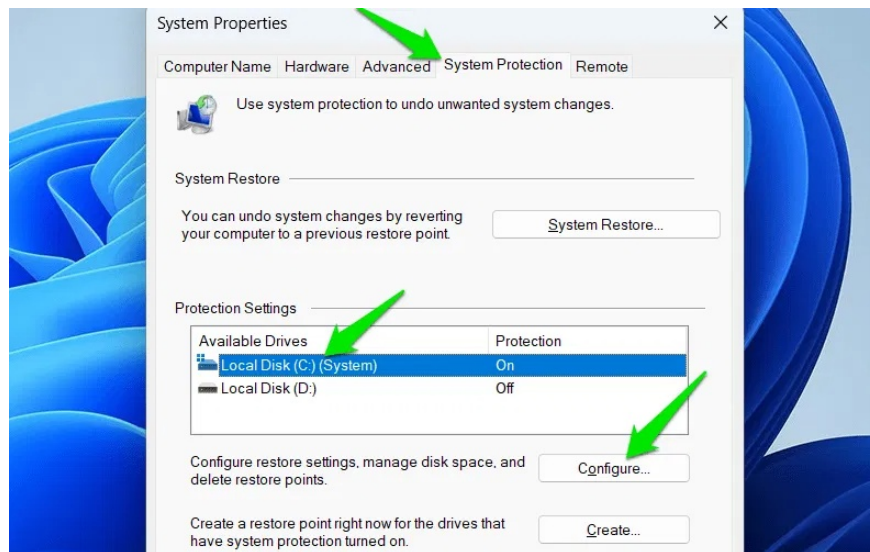 System Properties
Computer Name Hardware Advanced System Protection Remote
Use system protection to undo unwanted system changes.
System Restore
You can undo system changes by reverting
your computer to a previous restore point.
System Restore...
Protection Settings
Available Drives Protection
Local Disk (C:) (System) On
Local Disk (D:) Off
Configure restore settings, manage disk space, and
delete restore points.
Configure...
Create a restore point right now for the drives that
have system protection turned on.
Create...